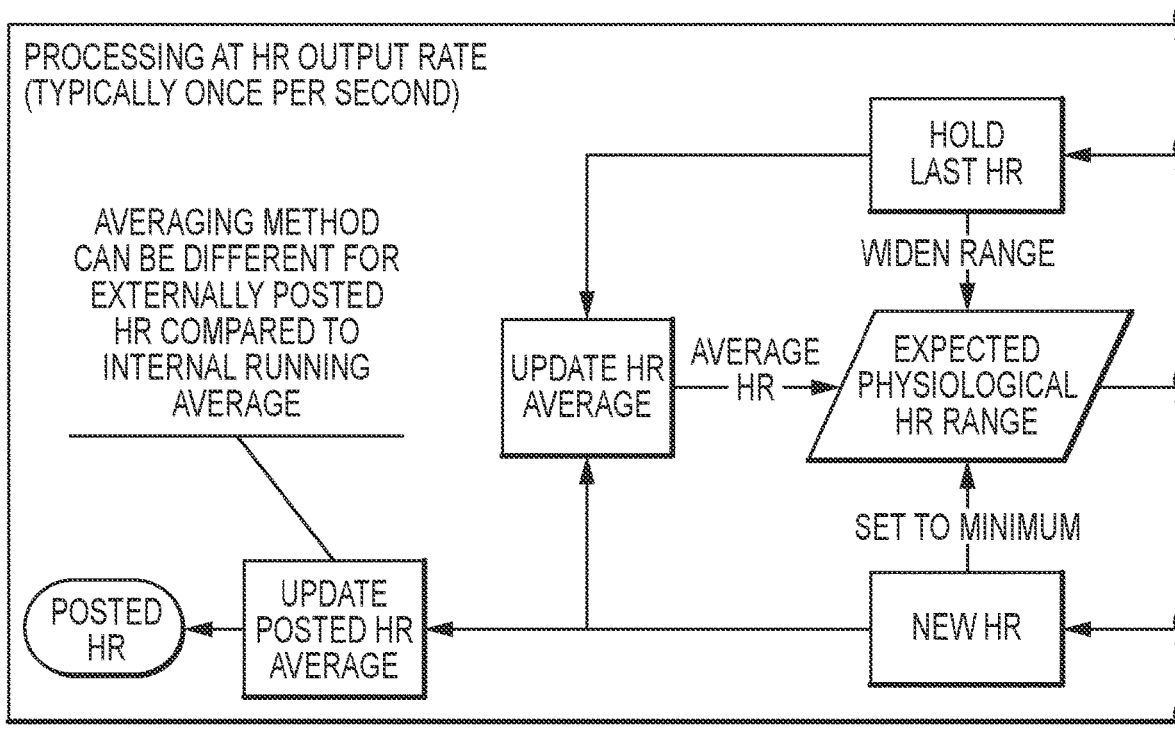 PROCESSING AT HR OUTPUT RATE
(TYPICALLY ONCE PER SECOND)
HOLD
LAST HR
AVERAGING METHOD
CAN BE DIFFERENT FOR
EXTERNALLY POSTED
HR COMPARED TO
INTERNAL RUNNING
AVERAGE
WIDEN RANGE
UPDATE HR
AVERAGE
AVERAGE
HR
EXPECTED
PHYSIOLOGICAL
HR RANGE
SET TO MINIMUM
POSTED
HR
UPDATE
POSTED HR
AVERAGE
NEW HR